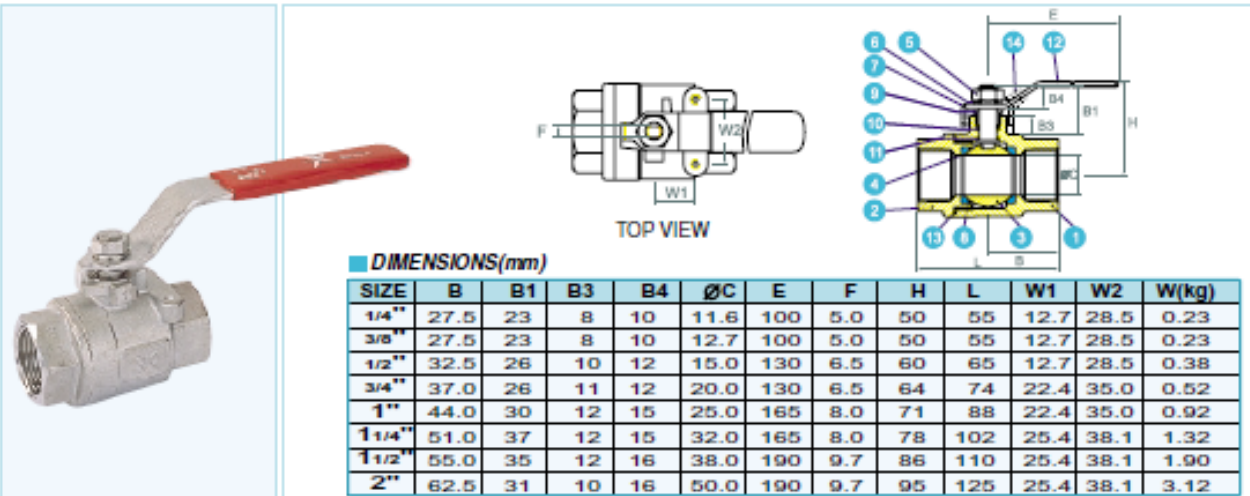 E
5
6
7
9
10
11
4
2
14
12
B4
B1
B3
H
ØC
13
8
3
1
B
L
F
W2
W1
TOP VIEW
DIMENSIONS(mm)
SIZE B B1 B3 B4 ØC E F H L W1 W2 W(kg)
1/4" 27.5 23 8 10 11.6 100 5.0 50 55 12.7 28.5 0.23
3/8" 27.5 23 8 10 12.7 100 5.0 50 55 12.7 28.5 0.23
1/2" 32.5 26 10 12 15.0 130 6.5 60 65 12.7 28.5 0.38
3/4" 37.0 26 11 12 20.0 130 6.5 64 74 22.4 35.0 0.52
1" 44.0 30 12 15 25.0 165 8.0 71 88 22.4 35.0 0.92
1 1/4" 51.0 37 12 15 32.0 165 8.0 78 102 25.4 38.1 1.32
1 1/2" 55.0 35 12 16 38.0 190 9.7 86 110 25.4 38.1 1.90
2" 62.5 31 10 16 50.0 190 9.7 95 125 25.4 38.1 3.12